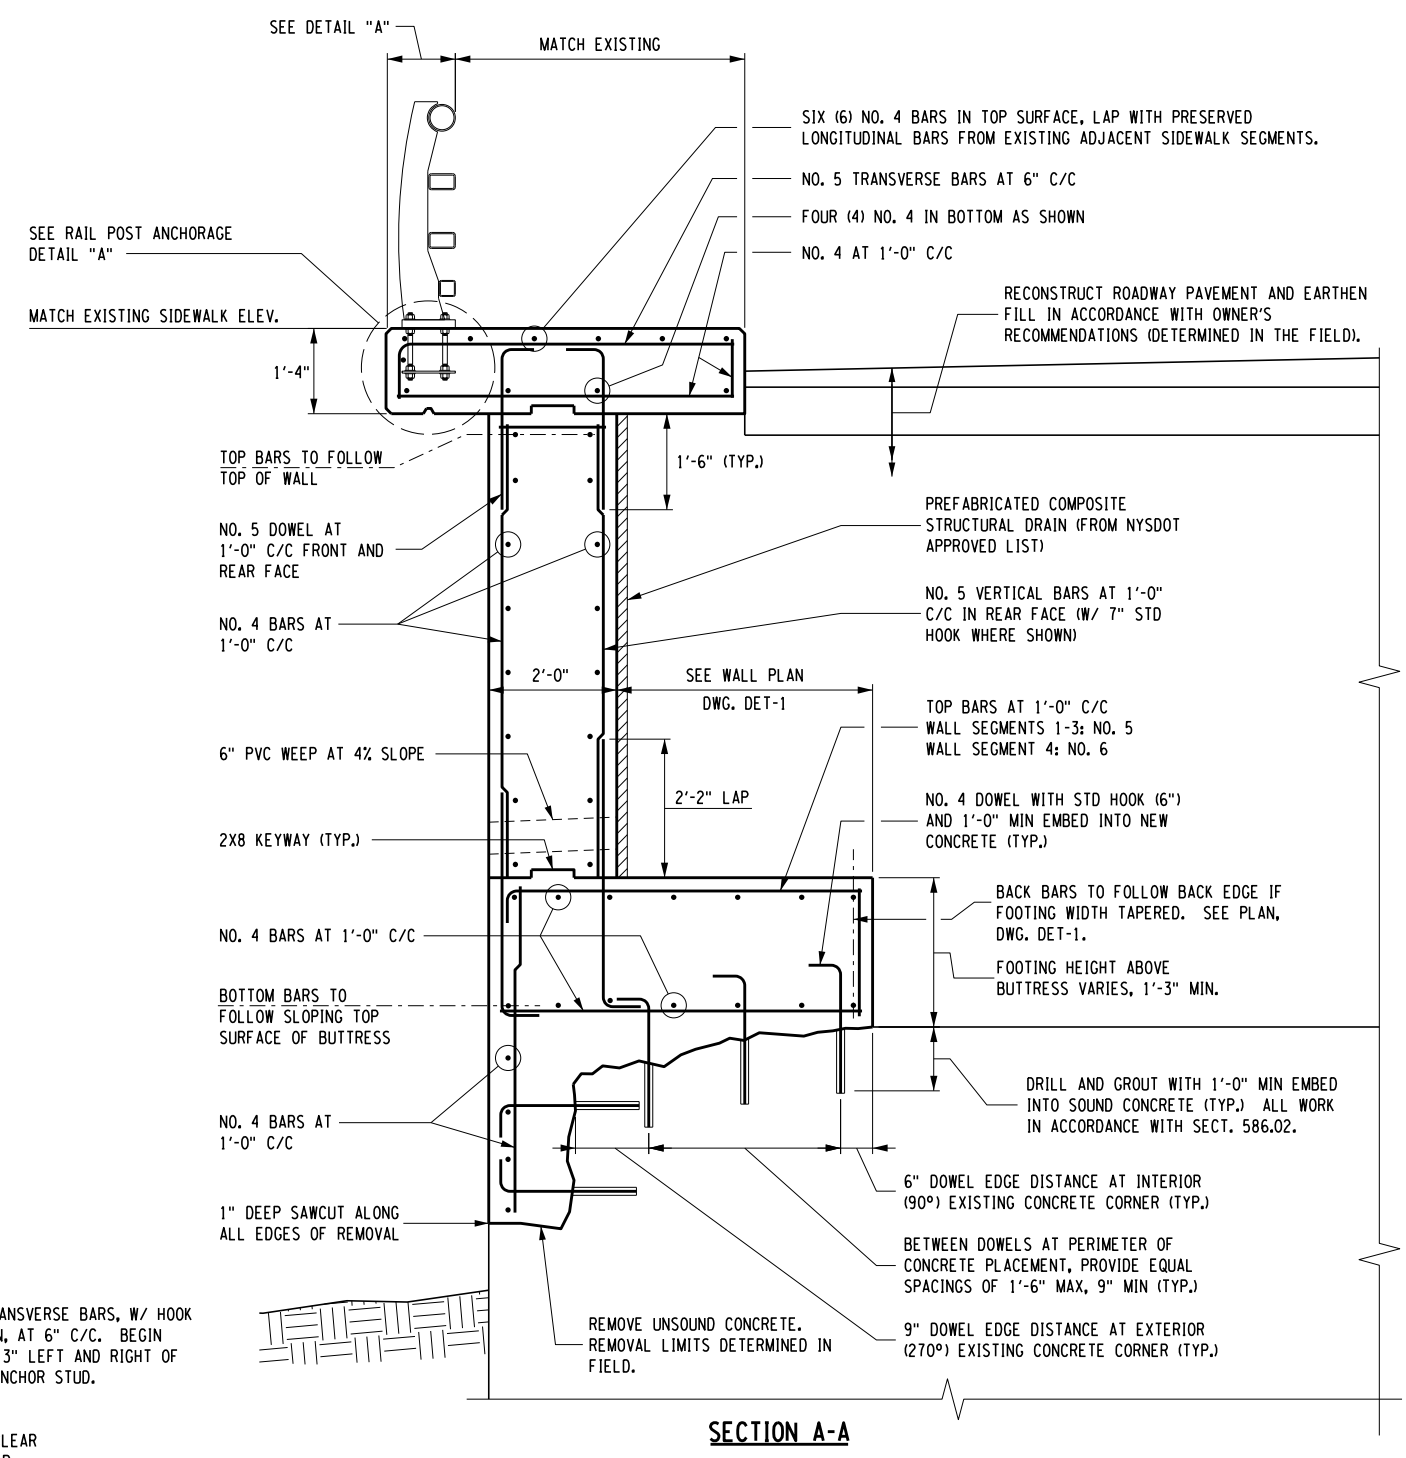 SEE DETAIL "A"
MATCH EXISTING
SIX (6) NO. 4 BARS IN TOP SURFACE, LAP WITH PRESERVED
LONGITUDINAL BARS FROM EXISTING ADJACENT SIDEWALK SEGMENTS.
NO. 5 TRANSVERSE BARS AT 6" C/C
FOUR (4) NO. 4 IN BOTTOM AS SHOWN
NO. 4 AT 1'-0" C/C
SEE RAIL POST ANCHORAGE
DETAIL "A"
RECONSTRUCT ROADWAY PAVEMENT AND EARTHEN
FILL IN ACCORDANCE WITH OWNER'S
RECOMMENDATIONS (DETERMINED IN THE FIELD).
MATCH EXISTING SIDEWALK ELEV.
1'-4"
TOP BARS TO FOLLOW
TOP OF WALL
1'-6" (TYP.)
PREFABRICATED COMPOSITE
STRUCTURAL DRAIN (FROM NYSDOT
APPROVED LIST)
NO. 5 DOWEL AT
1'-0" C/C FRONT AND
REAR FACE
NO. 5 VERTICAL BARS AT 1'-0"
C/C IN REAR FACE (W/ 7" STD
HOOK WHERE SHOWN)
NO. 4 BARS AT
1'-0" C/C
2'-0"
SEE WALL PLAN
DWG. DET-1
TOP BARS AT 1'-0" C/C
WALL SEGMENTS 1-3: NO. 5
WALL SEGMENT 4: NO. 6
6" PVC WEEP AT 4% SLOPE
2'-2" LAP
NO. 4 DOWEL WITH STD HOOK (6")
AND 1'-0" MIN EMBED INTO NEW
CONCRETE (TYP.)
2X8 KEYWAY (TYP.)
BACK BARS TO FOLLOW BACK EDGE IF
FOOTING WIDTH TAPERED. SEE PLAN,
DWG. DET-1.
NO. 4 BARS AT 1'-0" C/C
FOOTING HEIGHT ABOVE
BUTTRESS VARIES, 1'-3" MIN.
BOTTOM BARS TO
FOLLOW SLOPING TOP
SURFACE OF BUTTRESS
DRILL AND GROUT WITH 1'-0" MIN EMBED
INTO SOUND CONCRETE (TYP.) ALL WORK
IN ACCORDANCE WITH SECT. 586.02.
NO. 4 BARS AT
1'-0" C/C
6" DOWEL EDGE DISTANCE AT INTERIOR
(90°) EXISTING CONCRETE CORNER (TYP.)
1" DEEP SAWCUT ALONG
ALL EDGES OF REMOVAL
BETWEEN DOWELS AT PERIMETER OF
CONCRETE PLACEMENT, PROVIDE EQUAL
SPACINGS OF 1'-6" MAX, 9" MIN (TYP.)
REMOVE UNSOUND CONCRETE.
REMOVAL LIMITS DETERMINED IN
FIELD.
9" DOWEL EDGE DISTANCE AT EXTERIOR
(270°) EXISTING CONCRETE CORNER (TYP.)
ANSVERSE BARS, W/ HOOK
, AT 6" C/C. BEGIN
3" LEFT AND RIGHT OF
NCHOR STUD.
LEAR
SECTION A-A